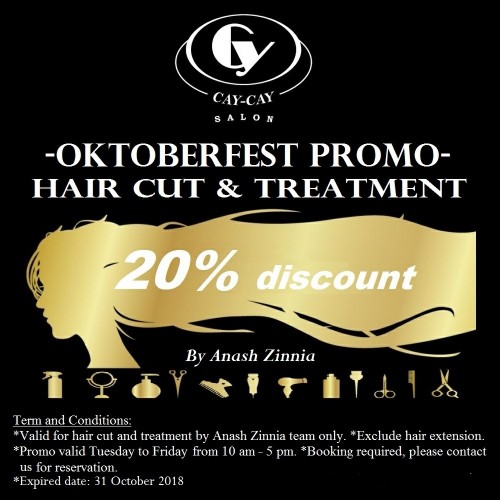 Cy
CAY-CAY
SALON
-OKTOBERFEST PROMO-
HAIR CUT & TREATMENT
20% discount
By Anash Zinnia
Term and Conditions:
*Valid for hair cut and treatment by Anash Zinnia team only. *Exclude hair extension.
*Promo valid Tuesday to Friday from 10 am - 5 pm. *Booking required, please contact
us for reservation.
*Expired date: 31 October 2018